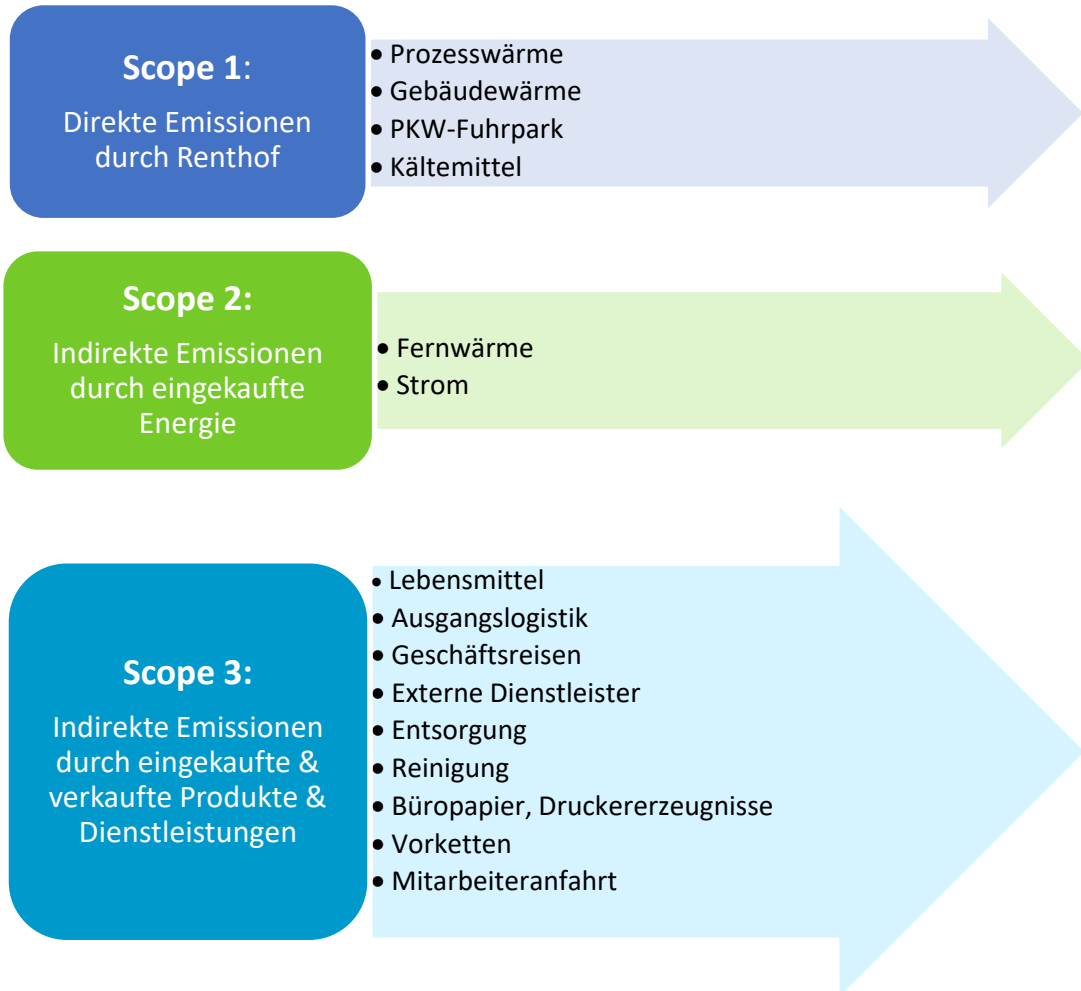 Scope 1:
Direkte Emissionen
durch Renthof
• Prozesswärme
• Gebäudewärme
• PKW-Fuhrpark
• Kältemittel
Scope 2:
Indirekte Emissionen
durch eingekaufte
Energie
• Fernwärme
• Strom
Scope 3:
Indirekte Emissionen
durch eingekaufte &
verkaufte Produkte &
Dienstleistungen
• Lebensmittel
• Ausgangslogistik
• Geschäftsreisen
• Externe Dienstleister
• Entsorgung
• Reinigung
• Büropapier, Druckererzeugnisse
• Vorketten
• Mitarbeiteranfahrt